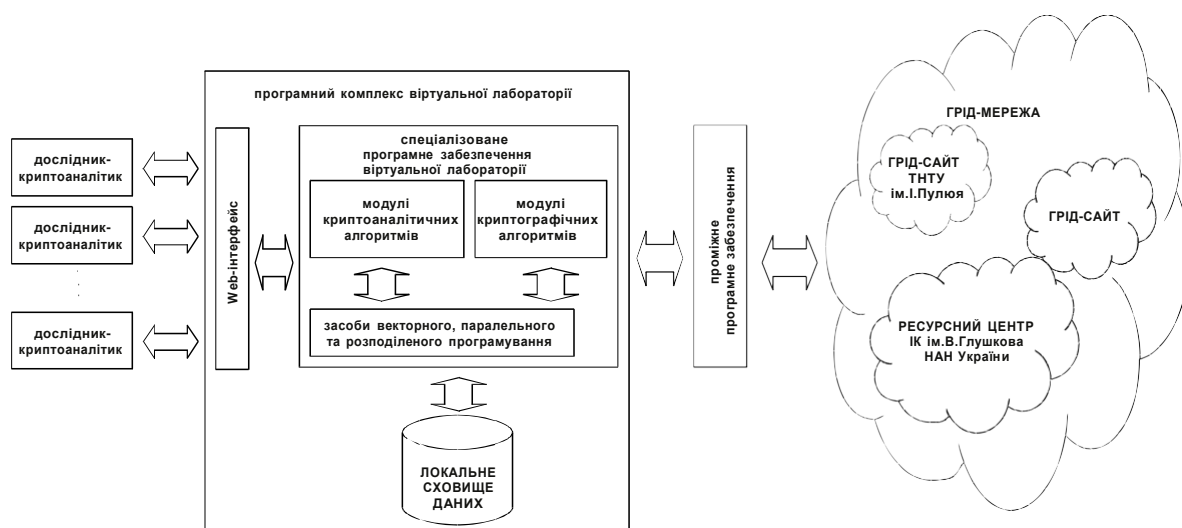 програмний комплекс віртуальної лабораторії
дослідник-
криптоаналітик
дослідник-
криптоаналітик
дослідник-
криптоаналітик
Web-інтерфейс
спеціалізоване
програмне забезпечення
віртуальної лабораторії
модулі
криптоаналітичних
алгоритмів
модулі
криптографічних
алгоритмів
засоби векторного, паралельного
та розподіленого програмування
ЛОКАЛЬНЕ
СХОВИЩЕ
ДАНИХ
проміжне
програмне забезпечення
ГРІД-МЕРЕЖА
ГРІД-САЙТ
ТНТУ
ім.І.Пулюя
ГРІД-САЙТ
РЕСУРСНИЙ ЦЕНТР
ІК ім.В.Глушкова
НАН України